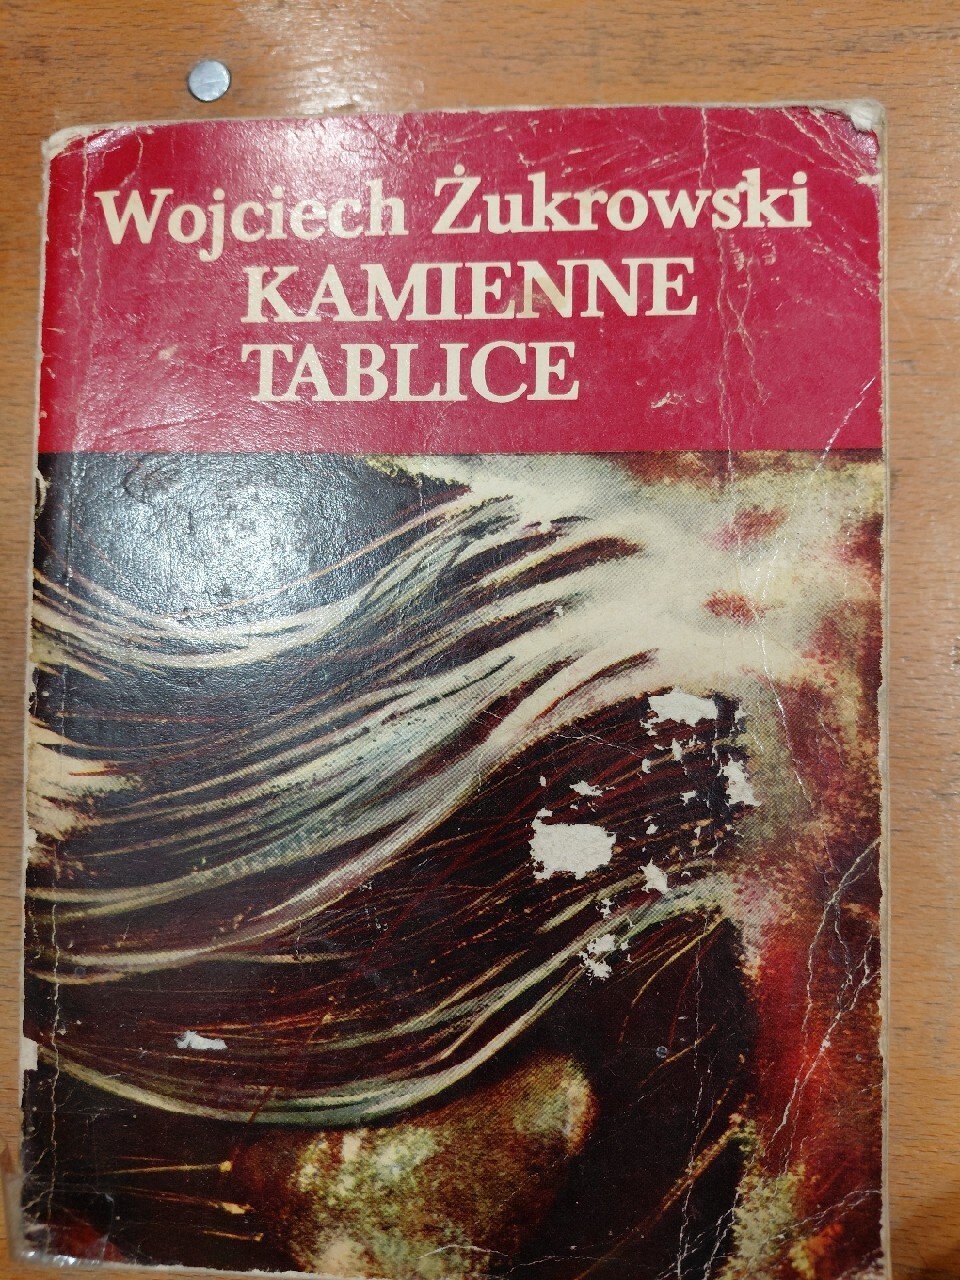 Wojciech Żukrowski
KAMIENNE
TABLICE